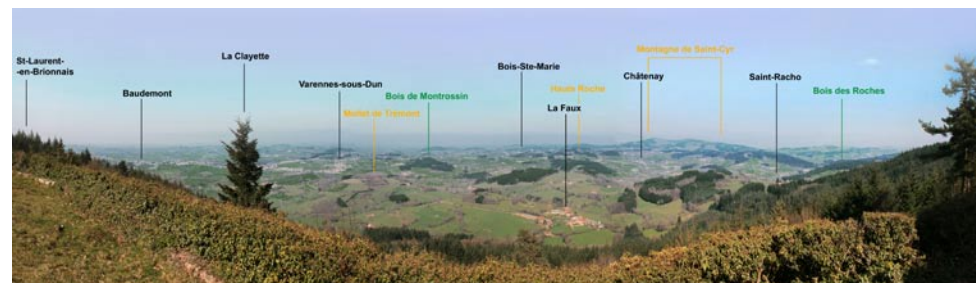 St-Laurent-
-en-Brionnais
Baudemont
La Clayette
Varennes-sous-Dun
Mollet de Tremont
Bois de Montrossin
Bois-Ste-Marie
Haute Roche
La Faux
Châtenay
Montagne de Saint-Cyr
Saint-Racho
Bois des Roches